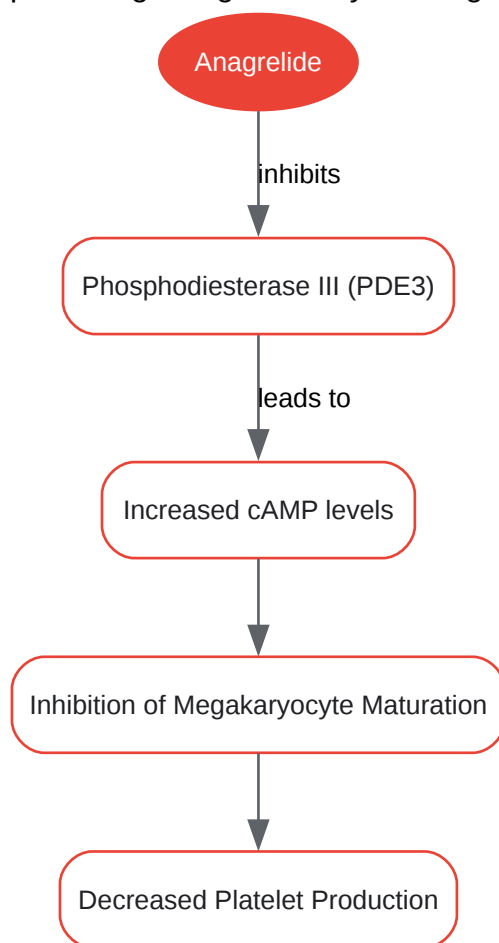 Anagrelide
inhibits
Phosphodiesterase III (PDE3)
leads to
Increased cAMP levels
Inhibition of Megakaryocyte Maturation
Decreased Platelet Production